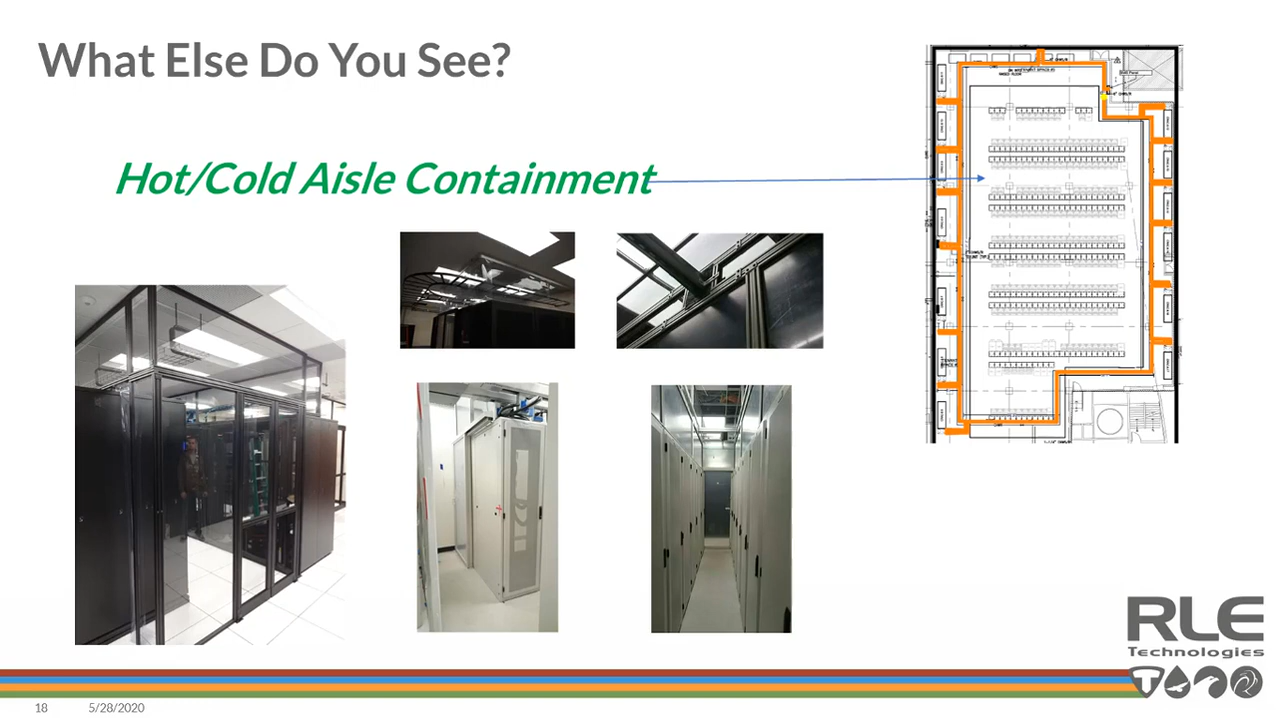 What Else Do You See?
Hot/Cold Aisle Containment
RLE
Technologies
18 5/28/2020